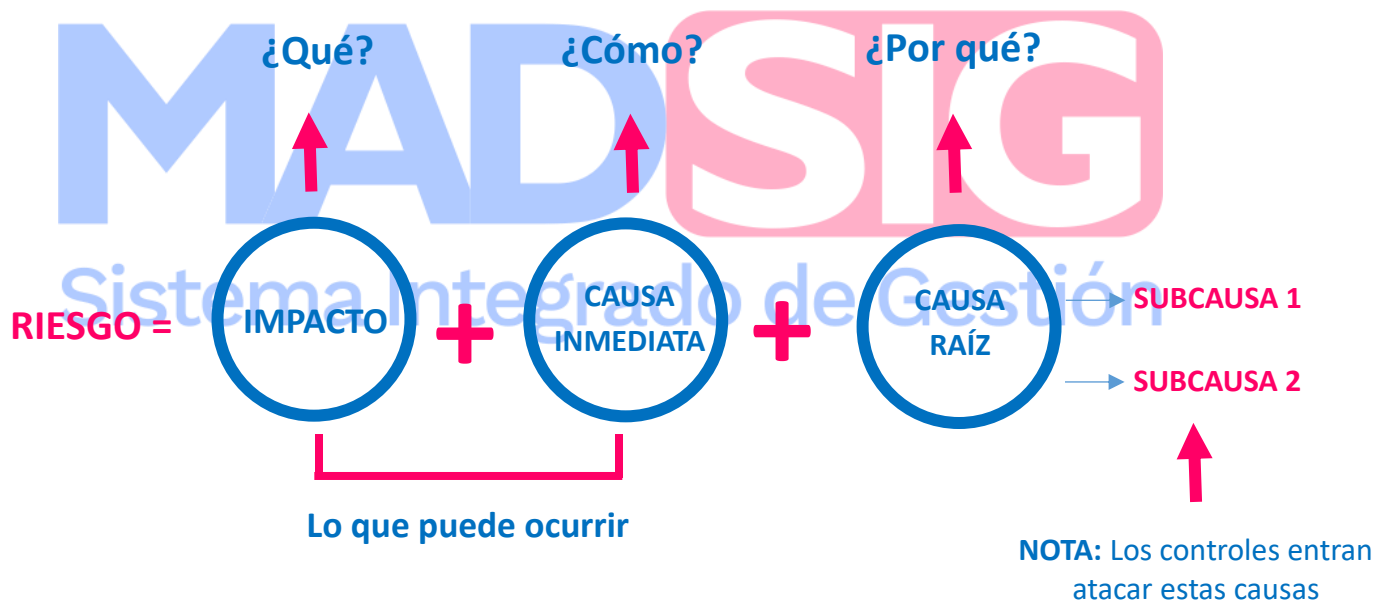 MADSIG
Sistema Integrado de Gestión
¿Qué?
¿Cómo?
¿Por qué?
RIESGO =
IMPACTO
+
CAUSA
INMEDIATA
+
CAUSA
RAÍZ
SUBCAUSA 1
SUBCAUSA 2
Lo que puede ocurrir
NOTA: Los controles entran
atacar estas causas